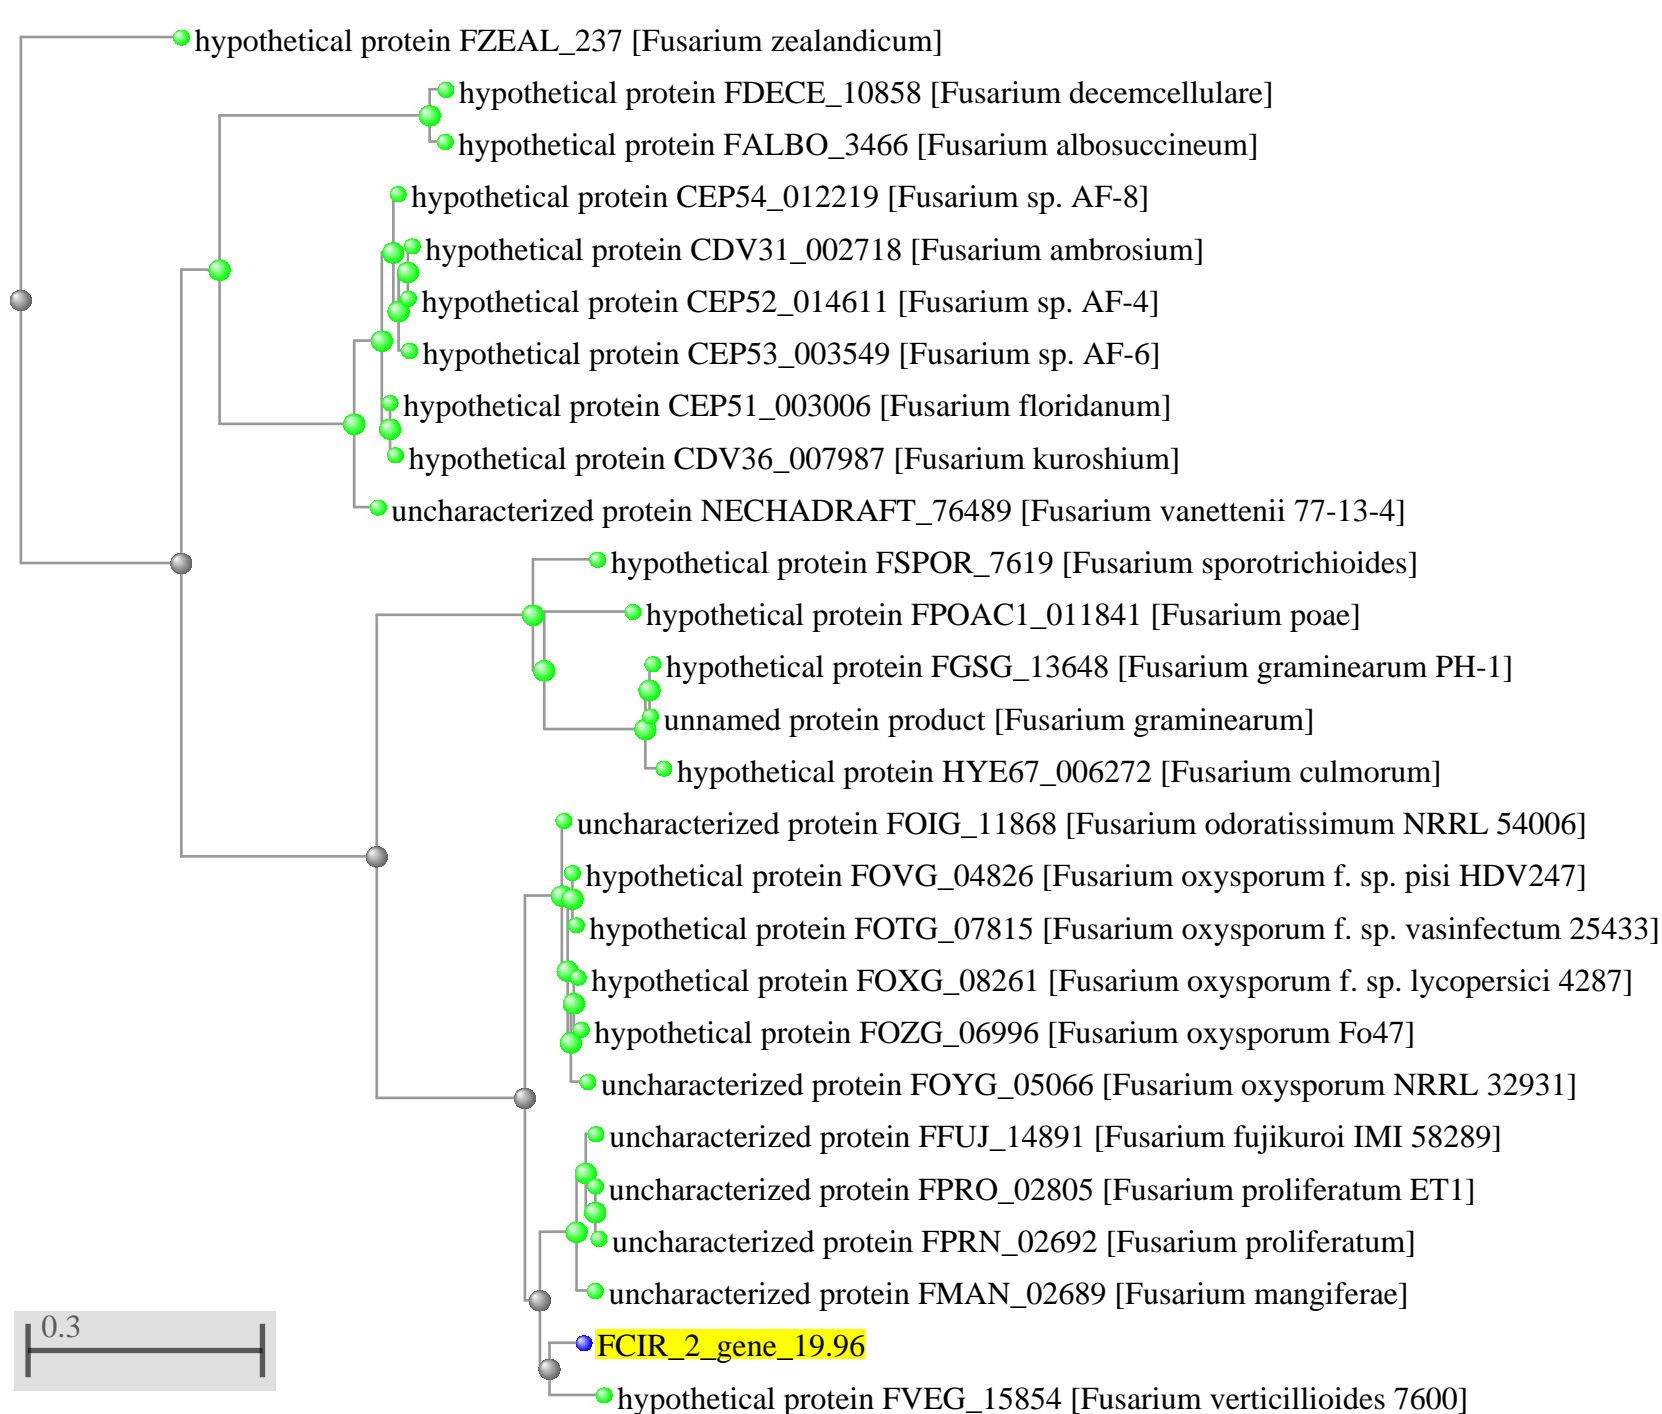 hypothetical protein FZEAL_237 [Fusarium zealandicum]
hypothetical protein FDECE_10858 [Fusarium decemcellulare]
hypothetical protein FALBO_3466 [Fusarium albosuccineum]
hypothetical protein CEP54_012219 [Fusarium sp. AF-8]
hypothetical protein CDV31_002718 [Fusarium ambrosium]
hypothetical protein CEP52_014611 [Fusarium sp. AF-4]
hypothetical protein CEP53_003549 [Fusarium sp. AF-6]
hypothetical protein CEP51_003006 [Fusarium floridanum]
hypothetical protein CDV36_007987 [Fusarium kuroshium]
uncharacterized protein NECHADRAFT_76489 [Fusarium vanettenii 77-13-4]
hypothetical protein FSPOR_7619 [Fusarium sporotrichioides]
hypothetical protein FPOAC1_011841 [Fusarium poae]
hypothetical protein FGSG_13648 [Fusarium graminearum PH-1]
unnamed protein product [Fusarium graminearum]
hypothetical protein HYE67_006272 [Fusarium culmorum]
uncharacterized protein FOIG_11868 [Fusarium odoratissimum NRRL 54006]
hypothetical protein FOVG_04826 [Fusarium oxysporum f. sp. pisi HDV247]
hypothetical protein FOTG_07815 [Fusarium oxysporum f. sp. vasinfectum 25433]
hypothetical protein FOXG_08261 [Fusarium oxysporum f. sp. lycopersici 4287]
hypothetical protein FOZG_06996 [Fusarium oxysporum Fo47]
uncharacterized protein FOYG_05066 [Fusarium oxysporum NRRL 32931]
uncharacterized protein FFUJ_14891 [Fusarium fujikuroi IMI 58289]
uncharacterized protein FPRO_02805 [Fusarium proliferatum ET1]
uncharacterized protein FPRN_02692 [Fusarium proliferatum]
uncharacterized protein FMAN_02689 [Fusarium mangiferae]
0.3
FCIR_2_gene_19.96
hypothetical protein FVEG_15854 [Fusarium verticillioides 7600]